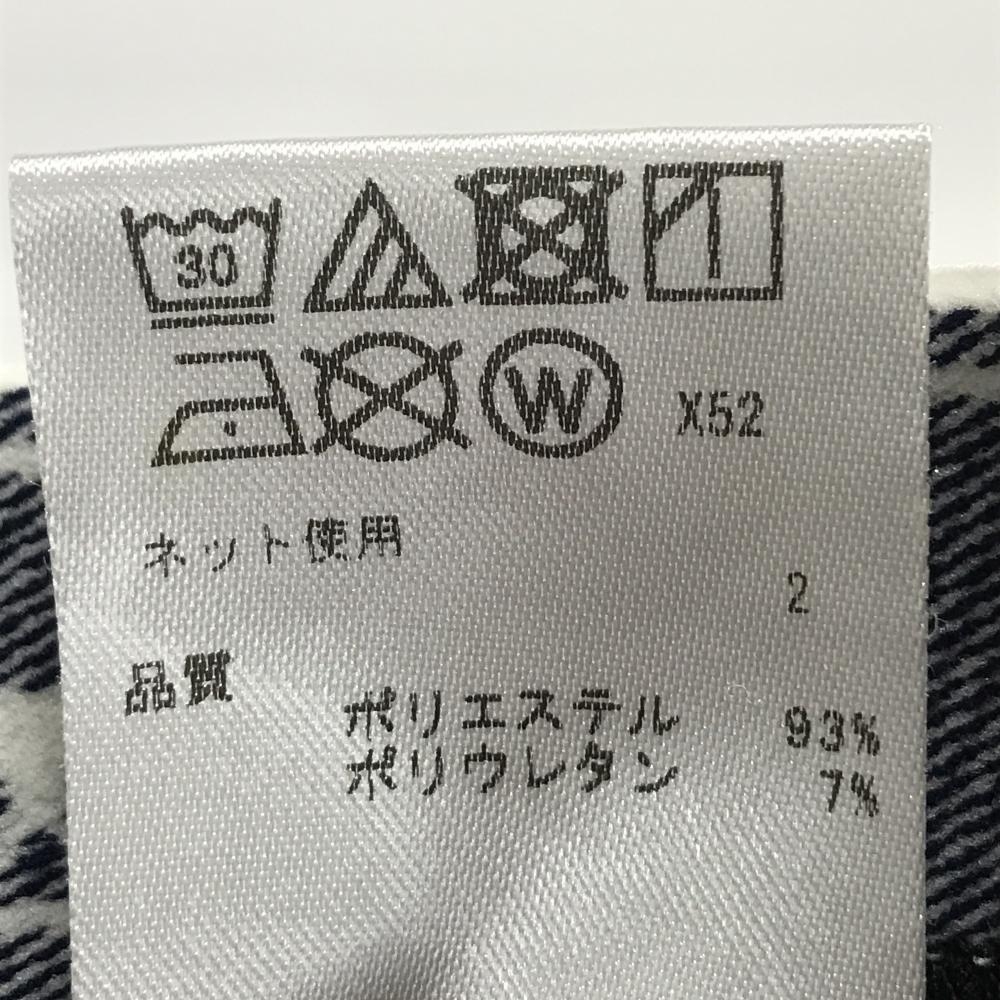 30
W X52
ネット使用
2
品質
ポリエステル 93%
ポリウレタン 7%